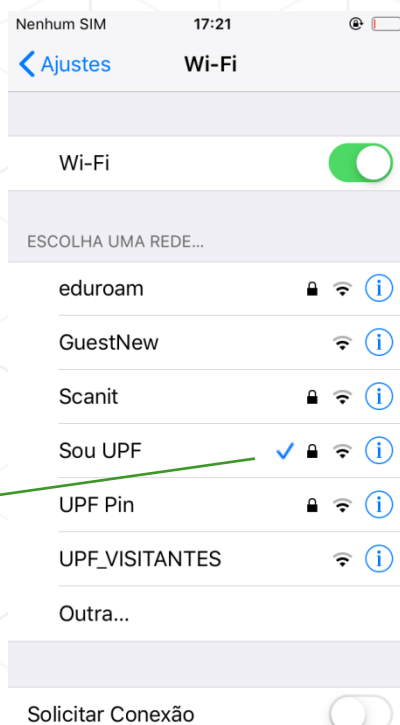 Nenhum SIM 17:21
Ajustes Wi-Fi
Wi-Fi
ESCOLHA UMA REDE...
eduroam
GuestNew
Scanit
Sou UPF
UPF Pin
UPF_VISITANTES
Outra...
Solicitar Conexão